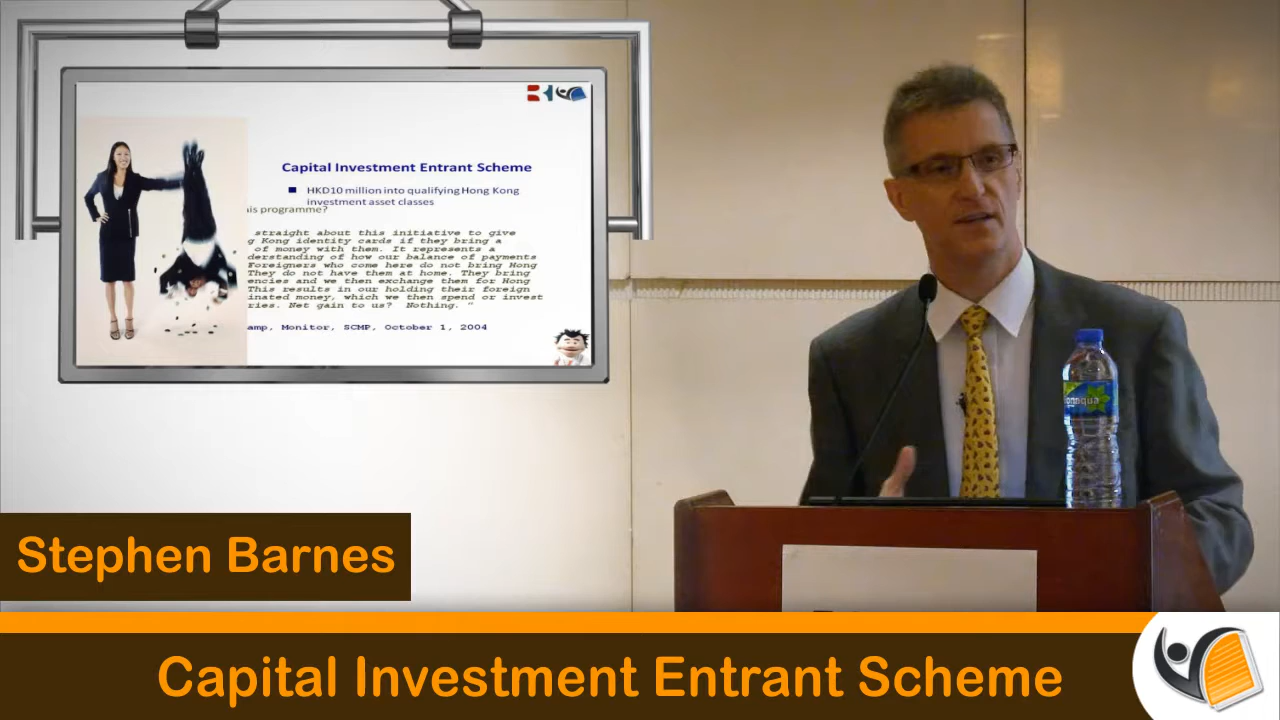 Capital Investment Entrant Scheme
HKD10 million into qualifying Hong Kong
investment asset classes
his programme?
straight about this initiative to give
g Kong identity cards if they bring a
of money with them. It represents a
derstanding of how our balance of payments
Foreigners who come here do not bring Hong
They do not have them at home. They bring
encies and we then exchange them for Hong
This results in our holding their foreign
inated money, which we then spend or invest
ries. Net gain to us? Nothing. "
amp, Monitor, SCMP, October 1, 2004
Bonaqua
Stephen Barnes
Capital Investment Entrant Scheme